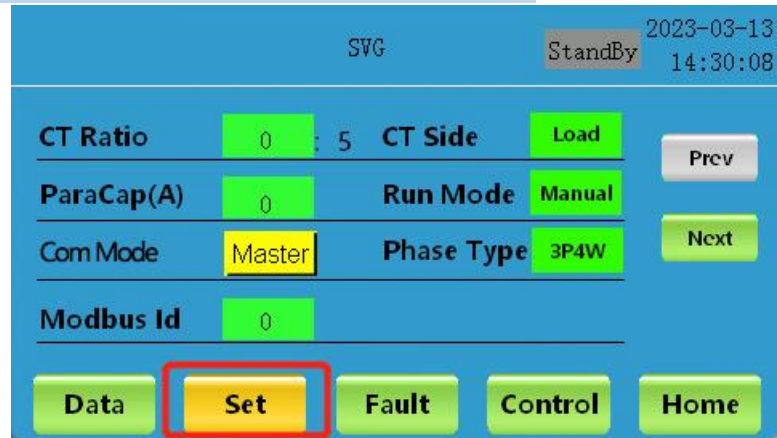 SVG StandBy 2023-03-13
14:30:08
CT Ratio 0 : 5 CT Side Load
Prev
ParaCap(A) 0 Run Mode Manual
Com Mode Master Phase Type 3P4W Next
Modbus Id 0
Data Set Fault Control Home